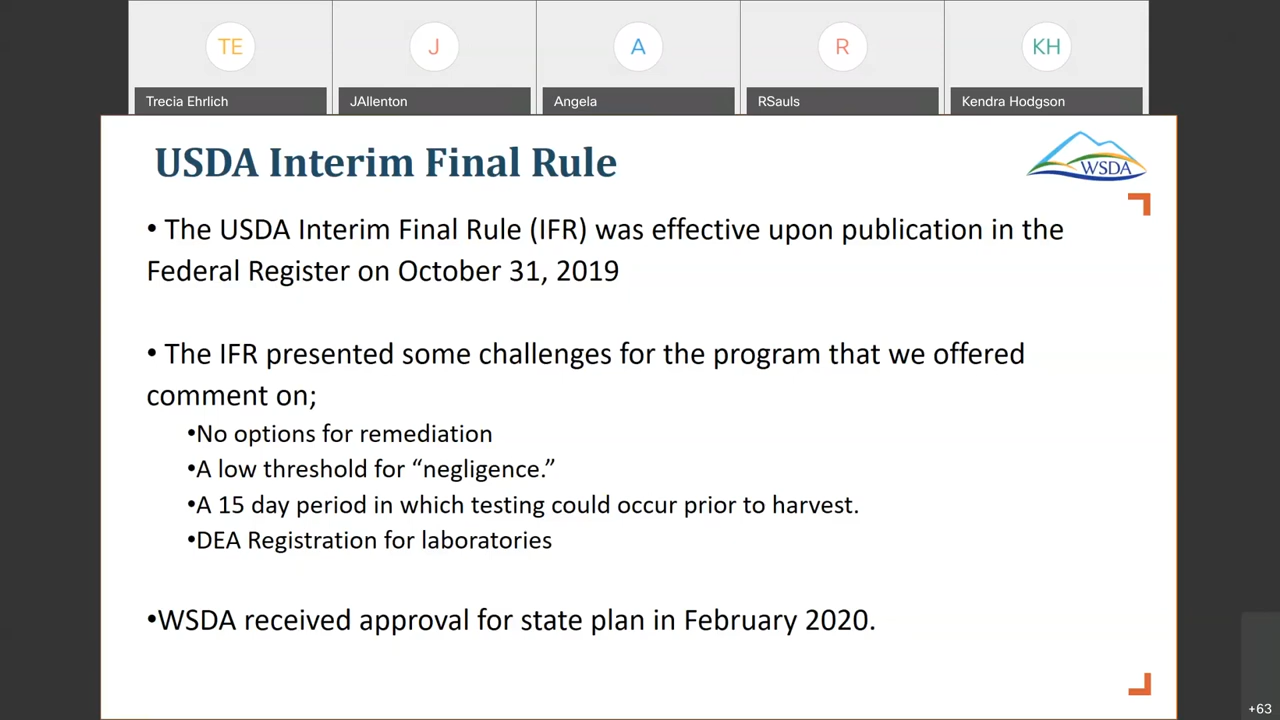 TE
J
A
R
KH
Trecia Ehrlich
JAllenton
Angela
RSauls
Kendra Hodgson
USDA Interim Final Rule
WSDA
• The USDA Interim Final Rule (IFR) was effective upon publication in the
Federal Register on October 31, 2019
• The IFR presented some challenges for the program that we offered
comment on;
•No options for remediation
•A low threshold for “negligence.”
•A 15 day period in which testing could occur prior to harvest.
•DEA Registration for laboratories
•WSDA received approval for state plan in February 2020.
+63